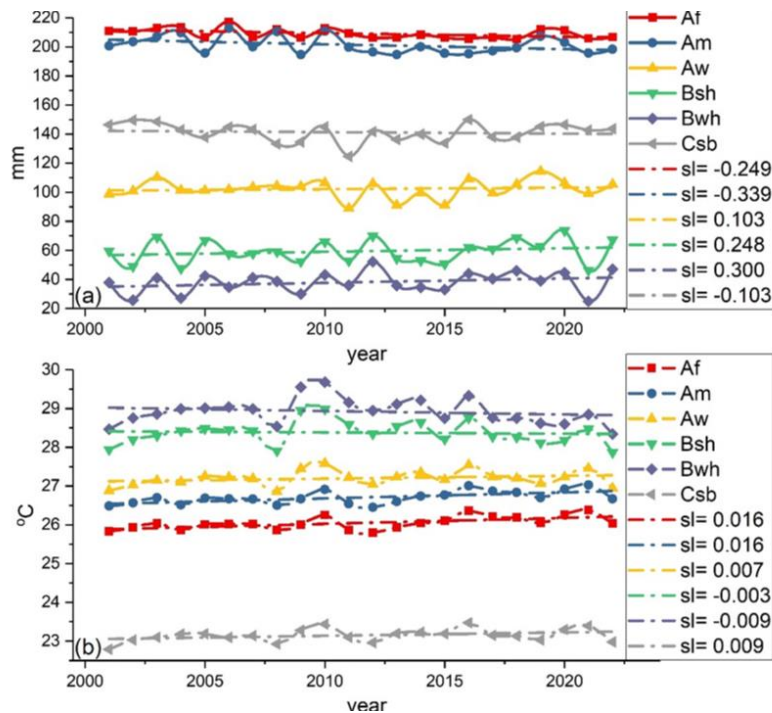 220
200
180
160
140
120
100
80
60
40
20
mm
(a)
2000
2005
2010
2015
2020
year
Af
Am
Aw
Bsh
Bwh
Csb
sl= -0.249
sl= -0.339
sl= 0.103
sl= 0.248
sl= 0.300
sl= -0.103
30
29
28
27
26
25
24
23
ºC
(b)
2000
2005
2010
2015
2020
year
Af
Am
Aw
Bsh
Bwh
Csb
sl= 0.016
sl= 0.016
sl= 0.007
sl= -0.003
sl= -0.009
sl= 0.009